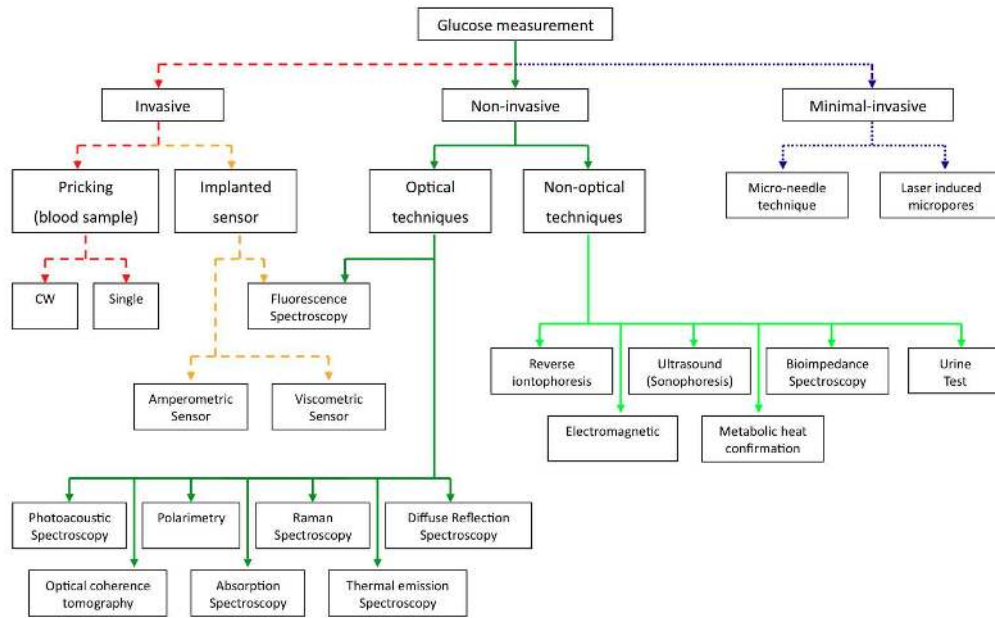 Glucose measurement
Invasive
Non-invasive
Minimal-invasive
Pricking
(blood sample)
Implanted
sensor
Optical
techniques
Non-optical
techniques
Micro-needle
technique
Laser induced
micropores
CW
Single
Fluorescence
Spectroscopy
Reverse
iontophoresis
Ultrasound
(Sonophoresis)
Bioimpedance
Spectroscopy
Urine
Test
Amperometric
Sensor
Viscometric
Sensor
Electromagnetic
Metabolic heat
confirmation
Photoacoustic
Spectroscopy
Polarimetry
Raman
Spectroscopy
Diffuse Reflection
Spectroscopy
Optical coherence
tomography
Absorption
Spectroscopy
Thermal emission
Spectroscopy